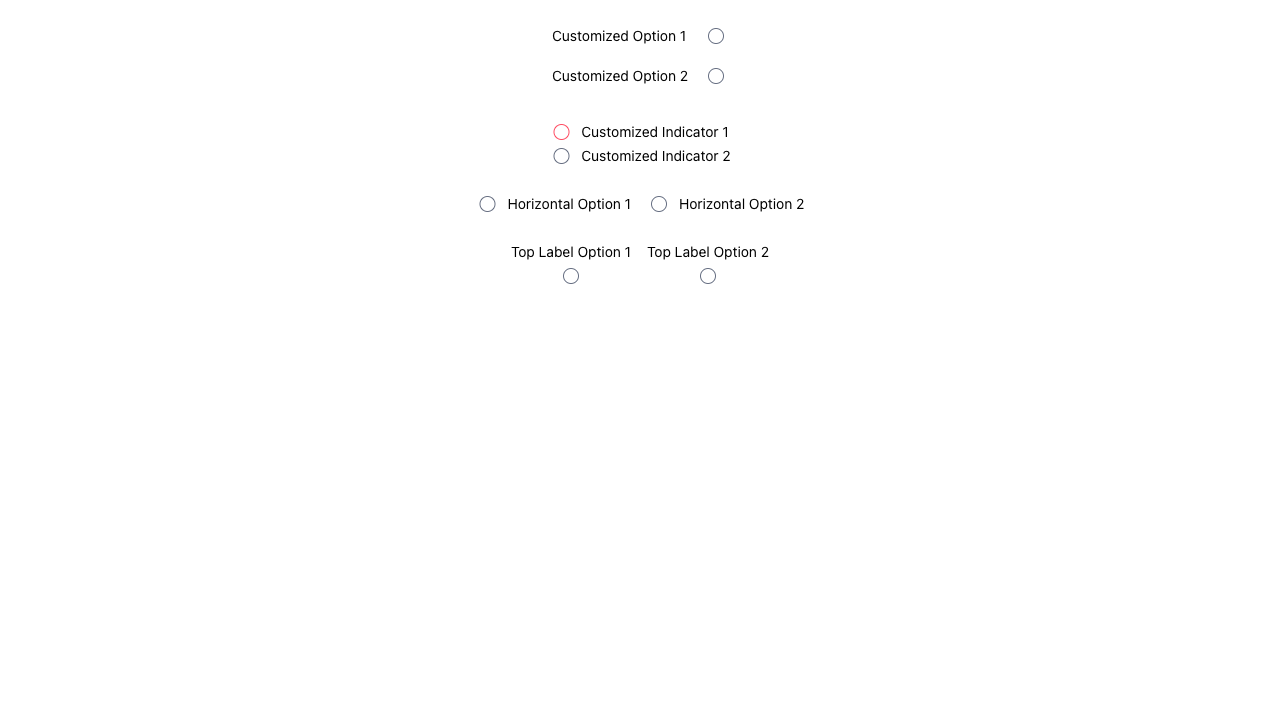 Customized Option 1
Customized Option 2
Customized Indicator 1
Customized Indicator 2
Horizontal Option 1 Horizontal Option 2
Top Label Option 1 Top Label Option 2